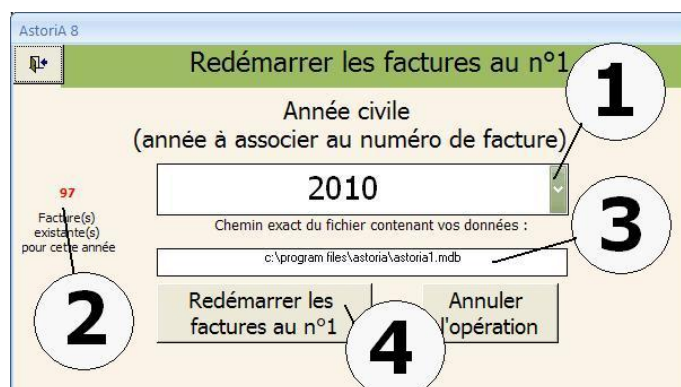 AstoriA 8
Redémarrer les factures au n°1
1
Année civile
(année à associer au numéro de facture)
2010
97
Facture(s)
existante(s)
pour cette année
Chemin exact du fichier contenant vos données :
3
c:\program files\astoria\astoria1.mdb
Redémarrer les
factures au n°1
Annuler
l'opération
2
4